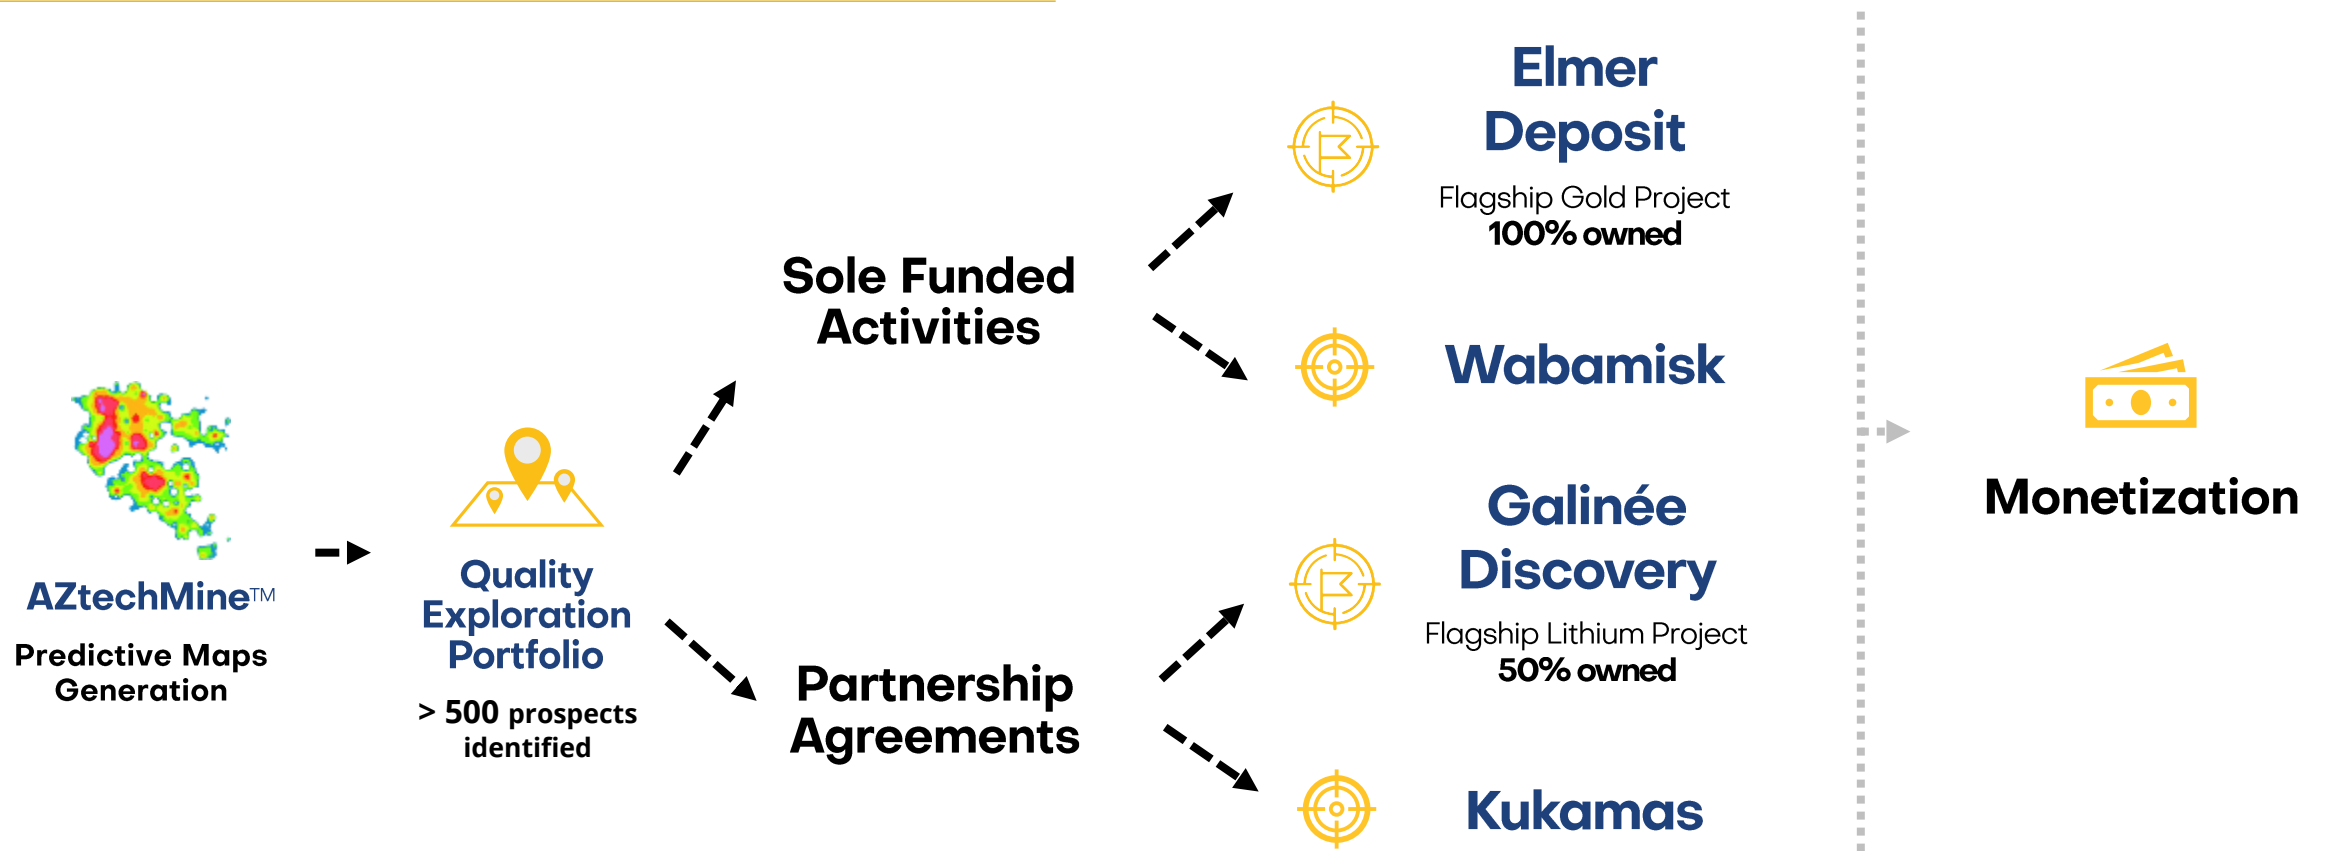 AZtechMine™
Predictive Maps
Generation
Quality
Exploration
Portfolio
> 500 prospects
identified
Sole Funded
Activities
Partnership
Agreements
Elmer
Deposit
Flagship Gold Project
100% owned
Wabamisk
Galinée
Discovery
Flagship Lithium Project
50% owned
Kukamas
Monetization